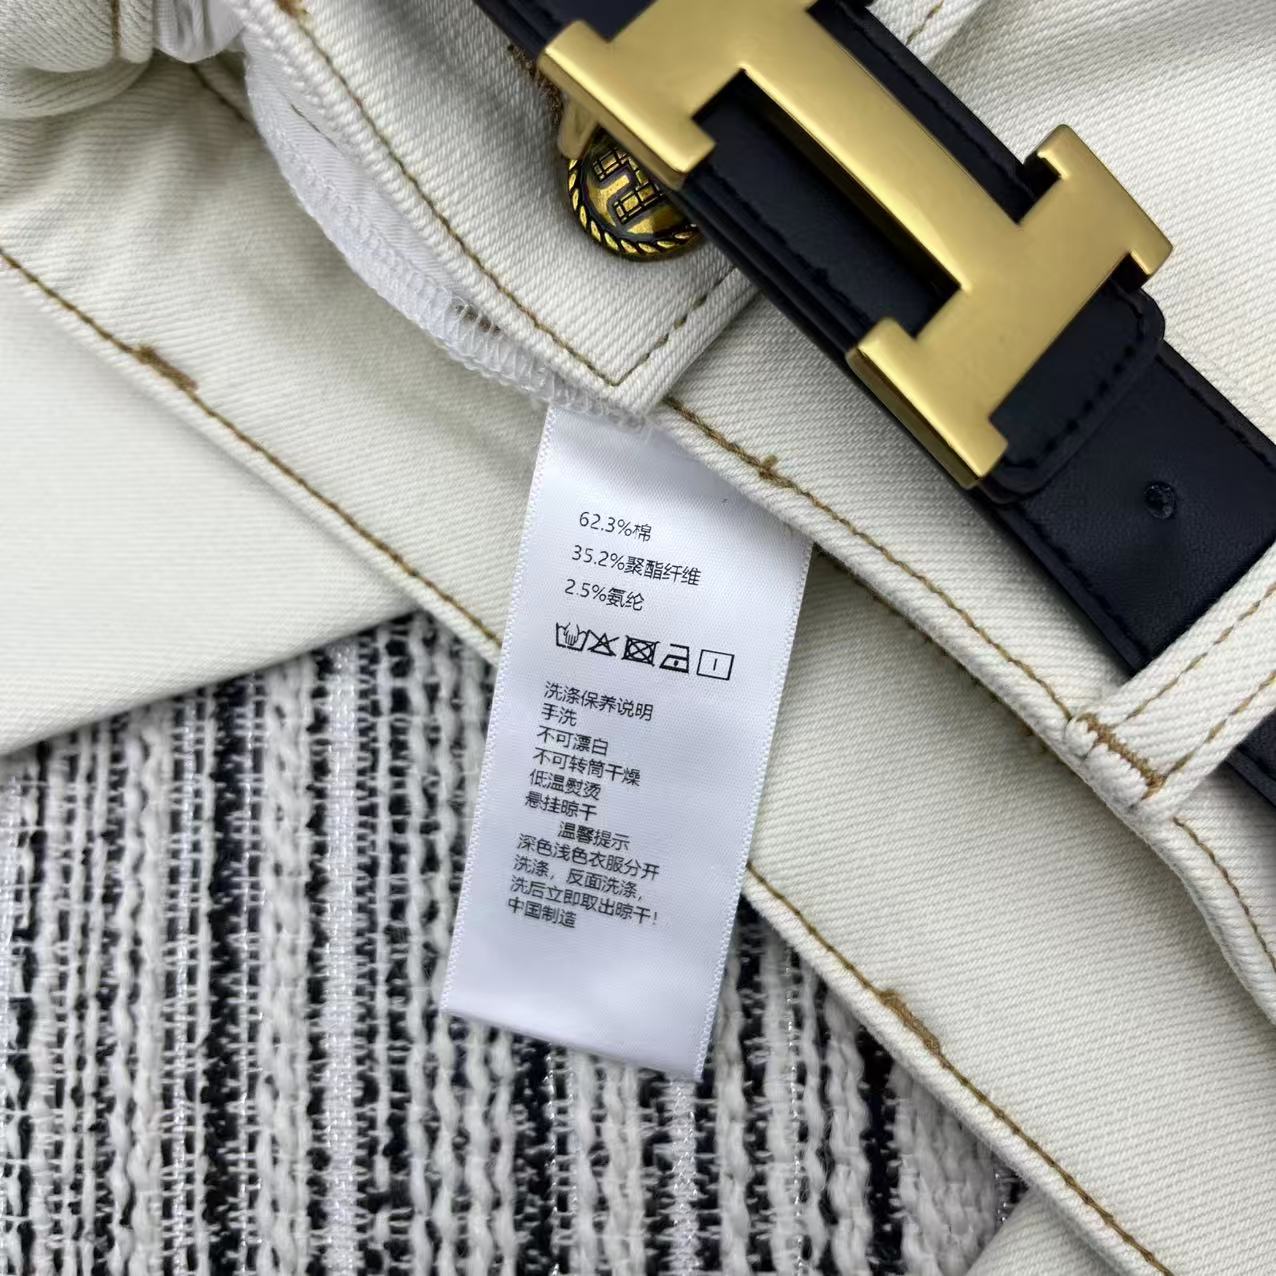 62.3%棉
35.2%聚酯纤维
2.5%氨纶
洗涤保养说明
手洗
不可漂白
不可转筒干燥
低温熨烫
悬挂晾干
温馨提示
深色浅色衣服分开
洗涤，反面洗涤，
洗后立即取出晾干！
中国制造